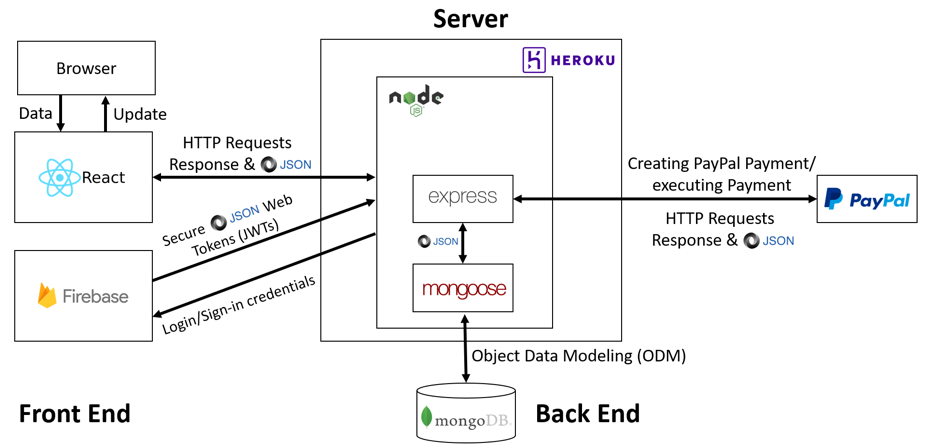 Server
HEROKU
Browser
Data
Update
node
JS
HTTP Requests
Response & JSON
React
Creating PayPal Payment/
executing Payment
express
PayPal
HTTP Requests
Response & JSON
Secure JSON Web
Tokens (JWTs)
JSON
Firebase
mongoose
Login/Sign-in credentials
Object Data Modeling (ODM)
Front End
mongoDB.
Back End